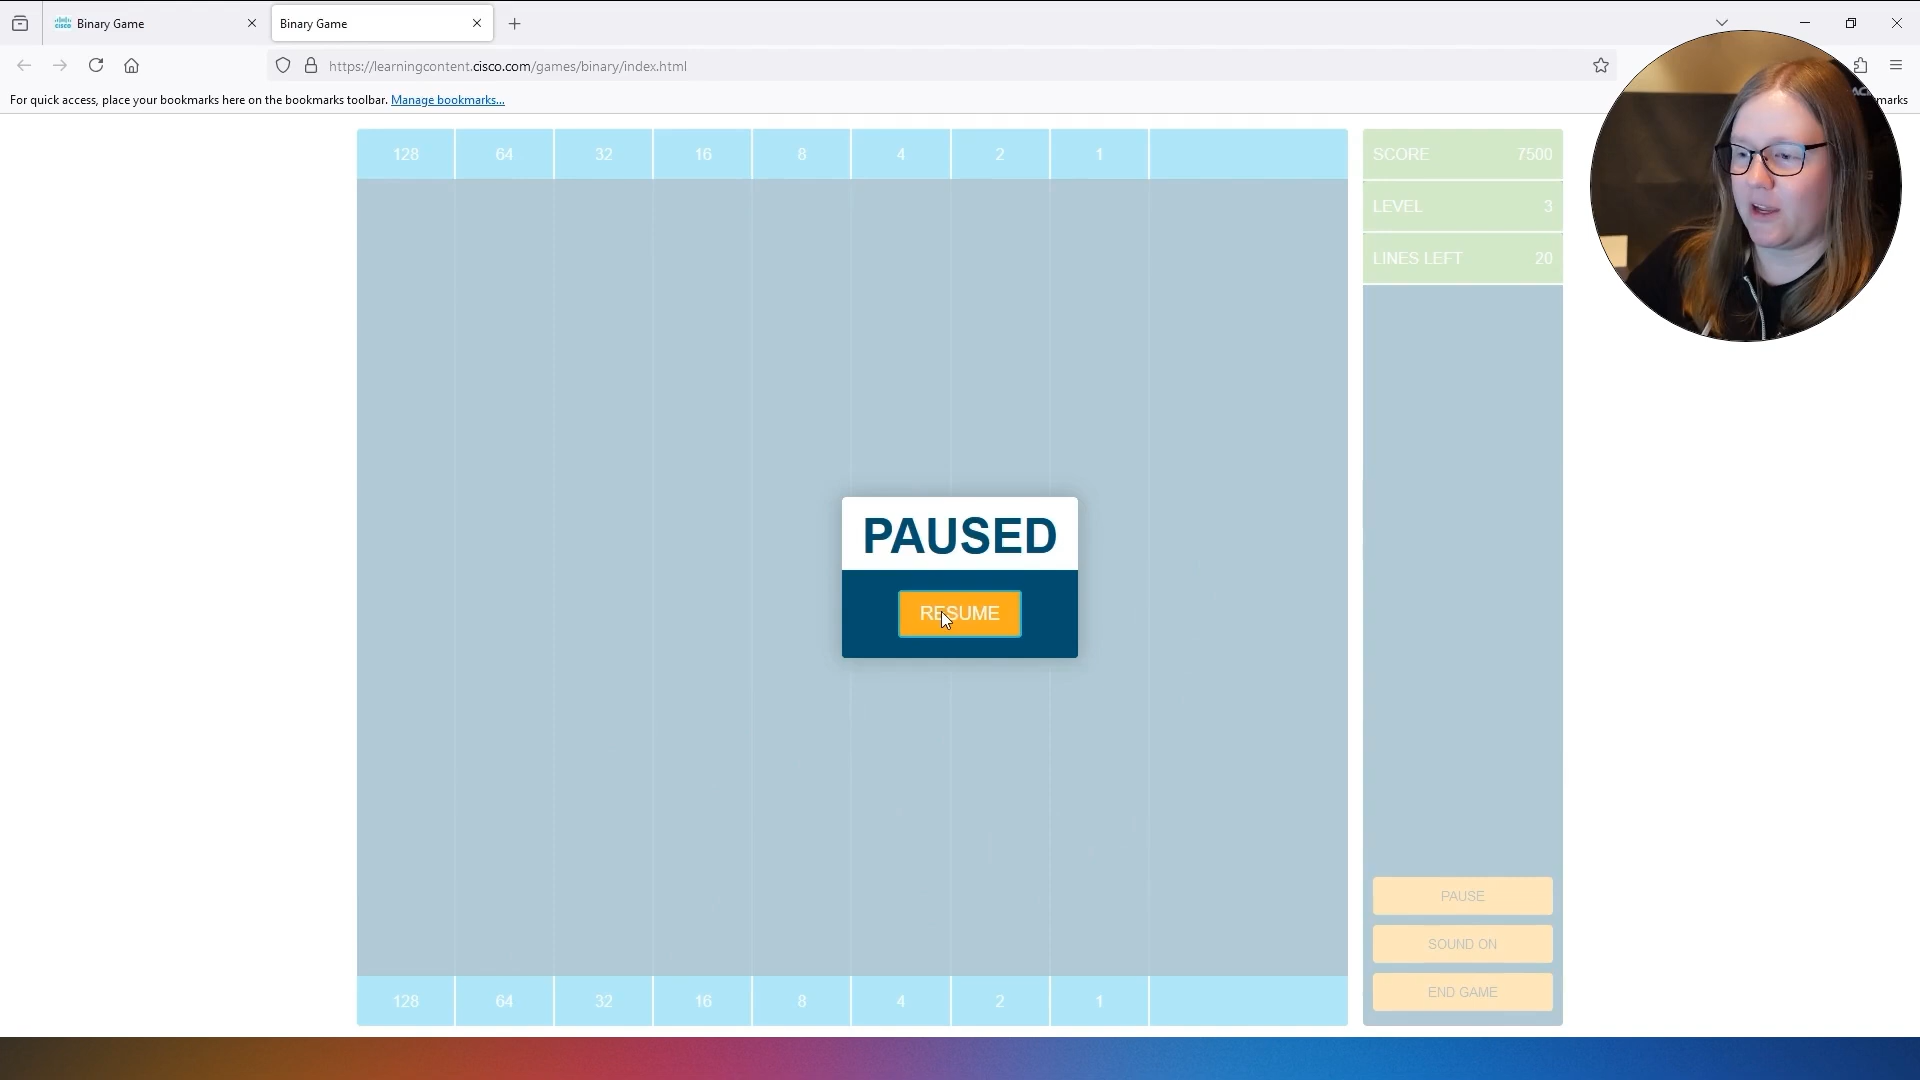 Binary Game
Binary Game
https://learningcontent.cisco.com/games/binary/index.html
For quick access, place your bookmarks here on the bookmarks toolbar. Manage bookmarks...
marks
128 64 32 16 8 4 2 1
SCORE 7500
LEVEL 3
LINES LEFT 20
PAUSED
RESUME
PAUSE
SOUND ON
END GAME
128 64 32 16 8 4 2 1